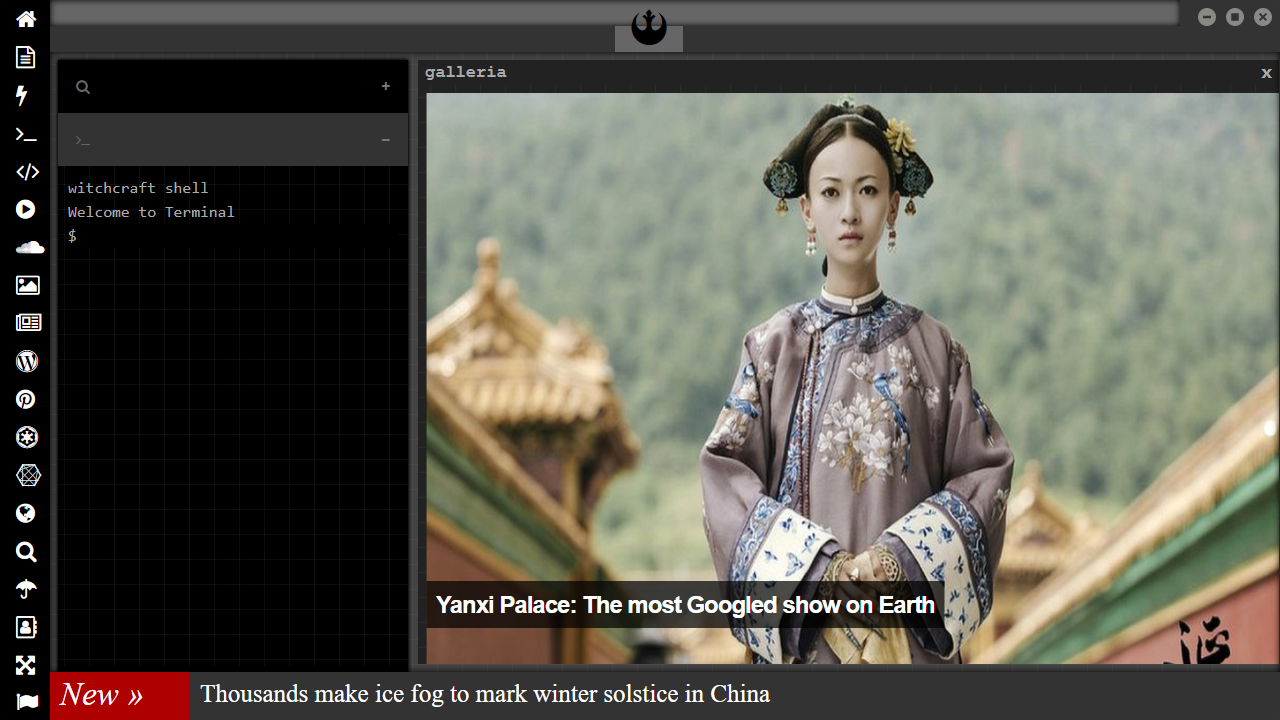 galleria
x
+
>_
−
witchcraft shell
Welcome to Terminal
$
Yanxi Palace: The most Googled show on Earth
New »
Thousands make ice fog to mark winter solstice in China